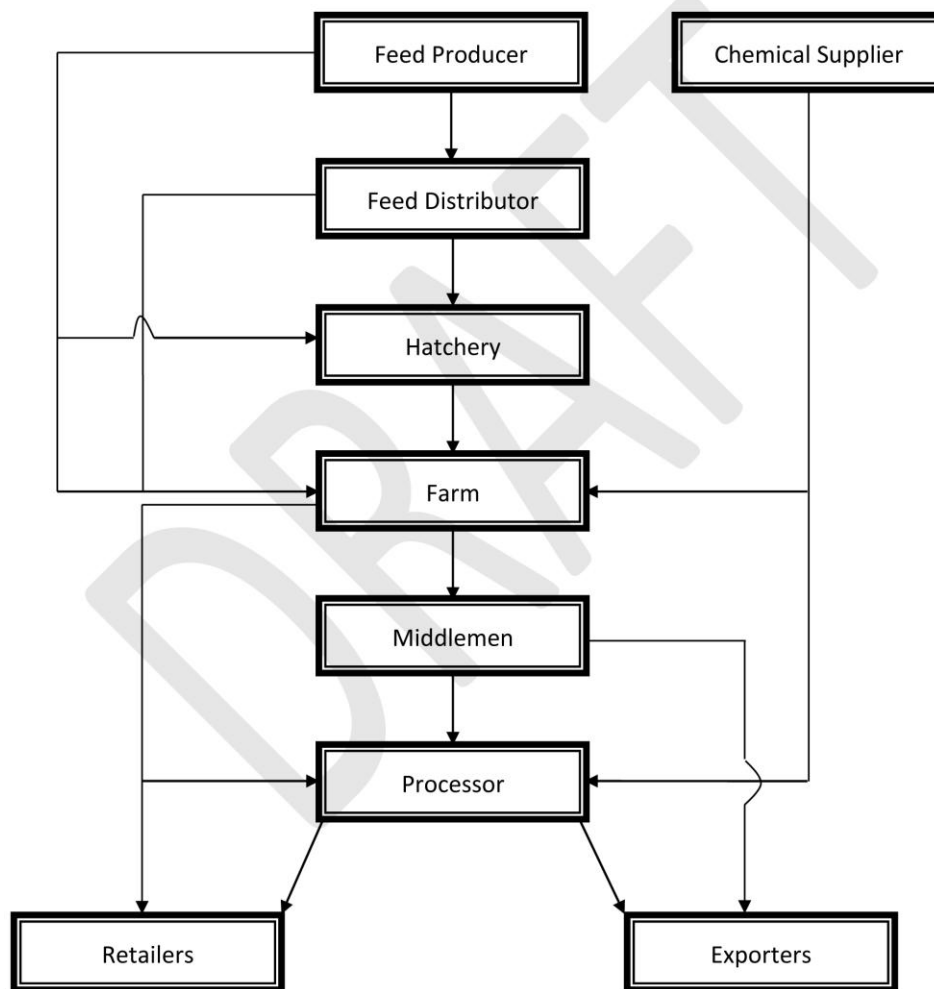 Feed Producer
Chemical Supplier
Feed Distributor
Hatchery
Farm
Middlemen
Processor
Retailers
Exporters
DRAFT